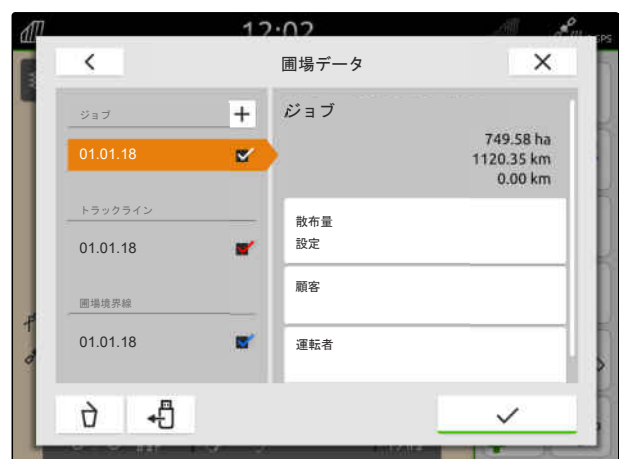 12:02
GPS
圃場データ
ジョブ
01.01.18
トラックライン
01.01.18
圃場境界線
01.01.18
ジョブ
749.58 ha
1120.35 km
0.00 km
散布量
設定
顧客
運転者